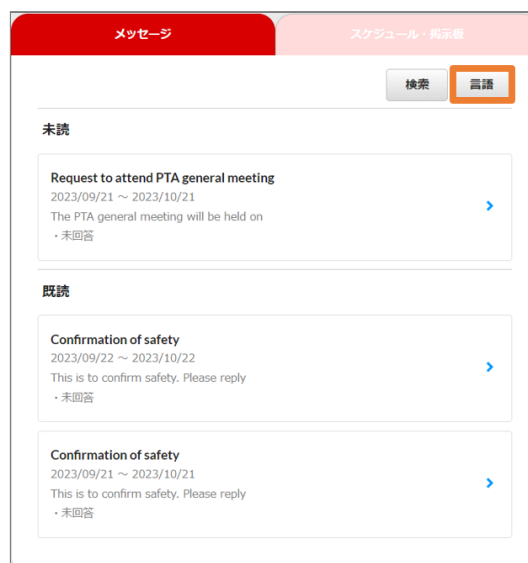 メッセージ
スケジュール・掲示板
検索
言語
未読
Request to attend PTA general meeting
2023/09/21 ～ 2023/10/21
The PTA general meeting will be held on
・未回答
既読
Confirmation of safety
2023/09/22 ～ 2023/10/22
This is to confirm safety. Please reply
・未回答
Confirmation of safety
2023/09/21 ～ 2023/10/21
This is to confirm safety. Please reply
・未回答